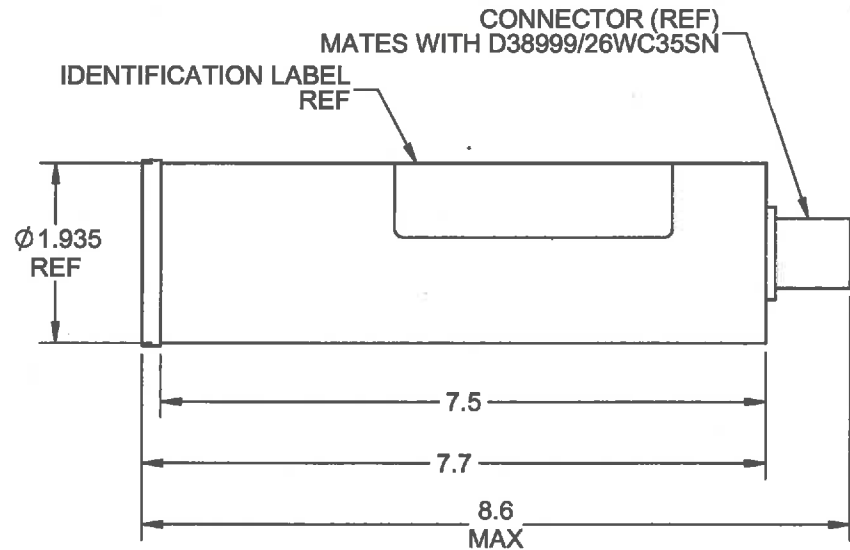 CONNECTOR (REF)
MATES WITH D38999/26WC35SN
IDENTIFICATION LABEL
REF
Ø1.935
REF
7.5
7.7
8.6
MAX